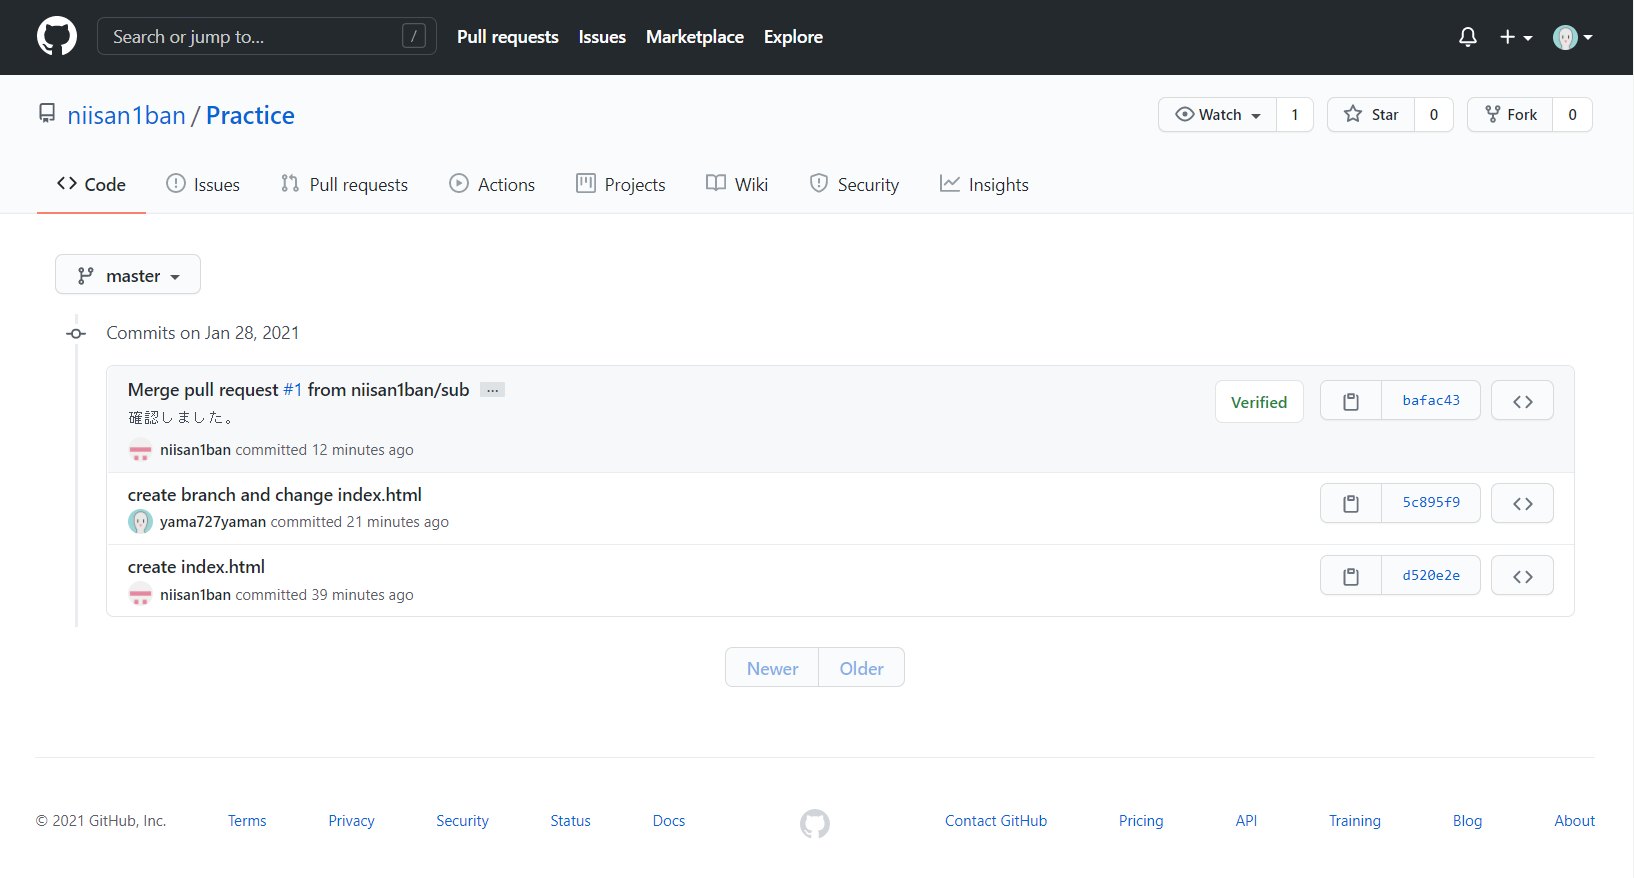 Search or jump to... /
Pull requests Issues Marketplace Explore
niisan1ban / Practice
Watch 1 Star 0 Fork 0
Code Issues Pull requests Actions Projects Wiki Security Insights
master
Commits on Jan 28, 2021
Merge pull request #1 from niisan1ban/sub ...
確認しました。
niisan1ban committed 12 minutes ago
Verified bafac43
create branch and change index.html
yama727yaman committed 21 minutes ago
5c895f9
create index.html
niisan1ban committed 39 minutes ago
d520e2e
Newer Older
© 2021 GitHub, Inc. Terms Privacy Security Status Docs Contact GitHub Pricing API Training Blog About